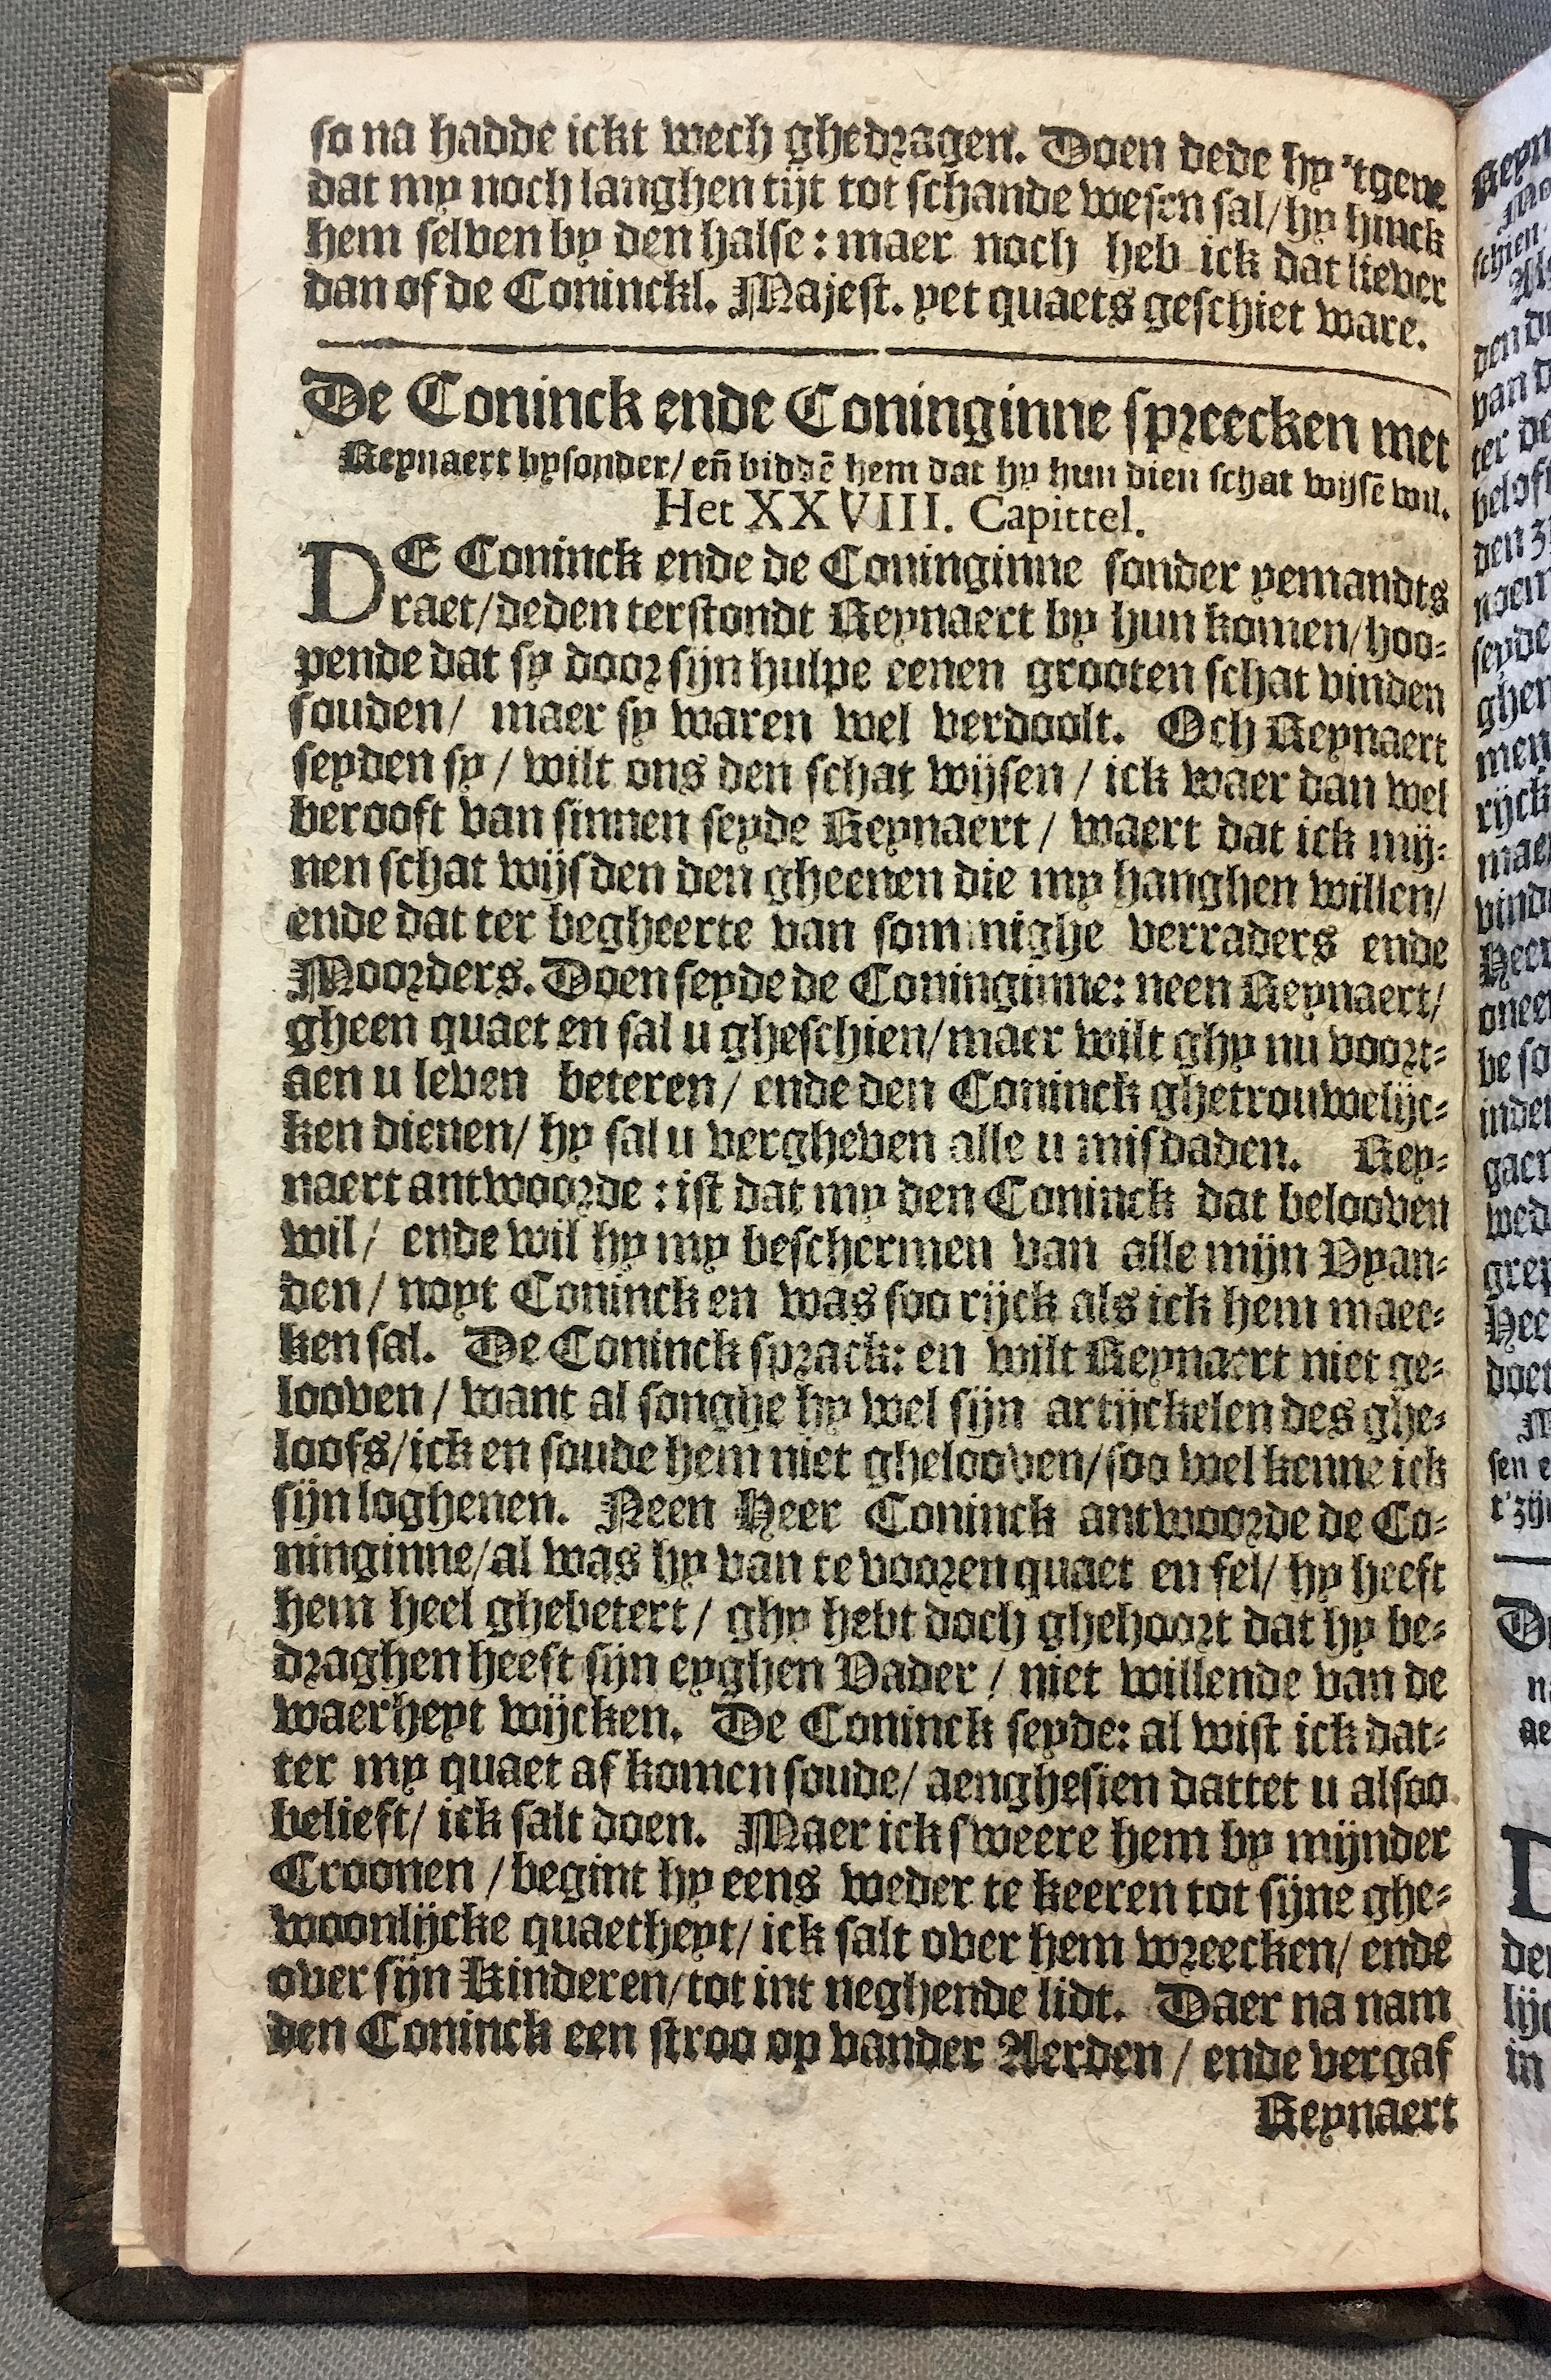 so na hadde ickt wech ghedragen. Doen dede hy 'tgene
dat my noch langhen tijt tot schande wesen sal/hy hinck
hem selven by den halse: maer noch heb ick dat liever
dan of de Coninckl. Majest. yet quaets geschiet ware.
De Coninck ende Coninginne spreecken met
Reynaert bysonder/ eñ biddē hem dat hy hun dien schat wijsē wil.
Het XXVIII. Capittel.
DE Coninck ende de Coninginne sonder yemandts
raet/deden terstondt Reynaert by hun komen/hoo-
pende dat sy door sijn hulpe eenen grooten schat vinden
souden/ maer sy waren wel verdoolt. Och Reynaert
seyden sy/ wilt ons den schat wijsen/ ick waer dan wel
berooft van sinnen seyde Reynaert/ waert dat ick mij-
nen schat wijsden den gheenen die my hanghen willen/
ende dat ter begheerte van sommighe verraders ende
Moorders. Doen seyde de Coninginne: neen Reynaert/
gheen quaet en sal u gheschien/maer wilt ghy nu voort-
aen u leven beteren/ ende den Coninck ghetrouwelijc-
ken dienen/ hy sal u vergheven alle u misdaden. Rey-
naert antwoorde: ist dat my den Coninck dat belooven
wil/ ende wil hy my beschermen van alle mijn Vyan-
den/ noyt Coninck en was soo rijck als ick hem maec-
ken sal. De Coninck sprack: en wilt Reynaert niet ge-
looven/ want al songhe hy wel sijn artijckelen des ghe-
loofs/ick en soude hem niet ghelooven/soo wel kenne ick
sijn loghenen. Neen Heer Coninck antwoorde de Co-
ninginne/al was hy van te vooren quaet en fel/ hy heeft
hem heel ghebetert/ ghy hebt doch ghehoort dat hy be-
draghen heeft sijn eyghen Vader/ niet willende van de
waerheyt wijcken. De Coninck seyde: al wist ick dat-
ter my quaet af komen soude/ aenghesien dattet u alsoo
belieft/ ick salt doen. Maer ick sweere hem by mijnder
Croonen/begint hy eens weder te keeren tot sijne ghe-
woonlijcke quaetheyt/ ick salt over hem wreecken/ ende
over sijn Kinderen/tot int neghende lidt. Daer na nam
den Coninck een stroo op vander Aerden/ ende vergaf
Reynaert